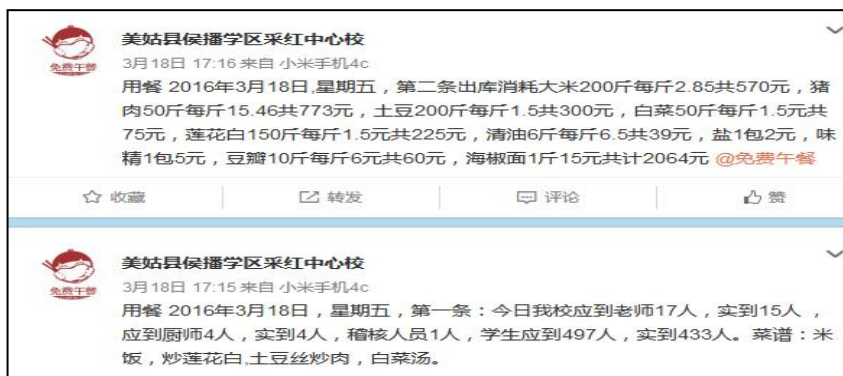 美姑县侯播学区采红中心校
3月18日 17:16 来自 小米手机4c
用餐 2016年3月18日,星期五，第二条出库消耗大米200斤每斤2.85共570元，猪
肉50斤每斤15.46共773元，土豆200斤每斤1.5共300元，白菜50斤每斤1.5元共
75元，莲花白150斤每斤1.5元共225元，清油6斤每斤6.5共39元，盐1包2元，味
精1包5元，豆瓣10斤每斤6元共60元，海椒面1斤15元共计2064元 @免费午餐
免费午餐
收藏 转发 评论 赞
美姑县侯播学区采红中心校
3月18日 17:15 来自 小米手机4c
用餐 2016年3月18日，星期五，第一条：今日我校应到老师17人，实到15人，
应到厨师4人，实到4人，稽核人员1人，学生应到497人，实到433人。菜谱：米
饭，炒莲花白,土豆丝炒肉，白菜汤。
免费午餐